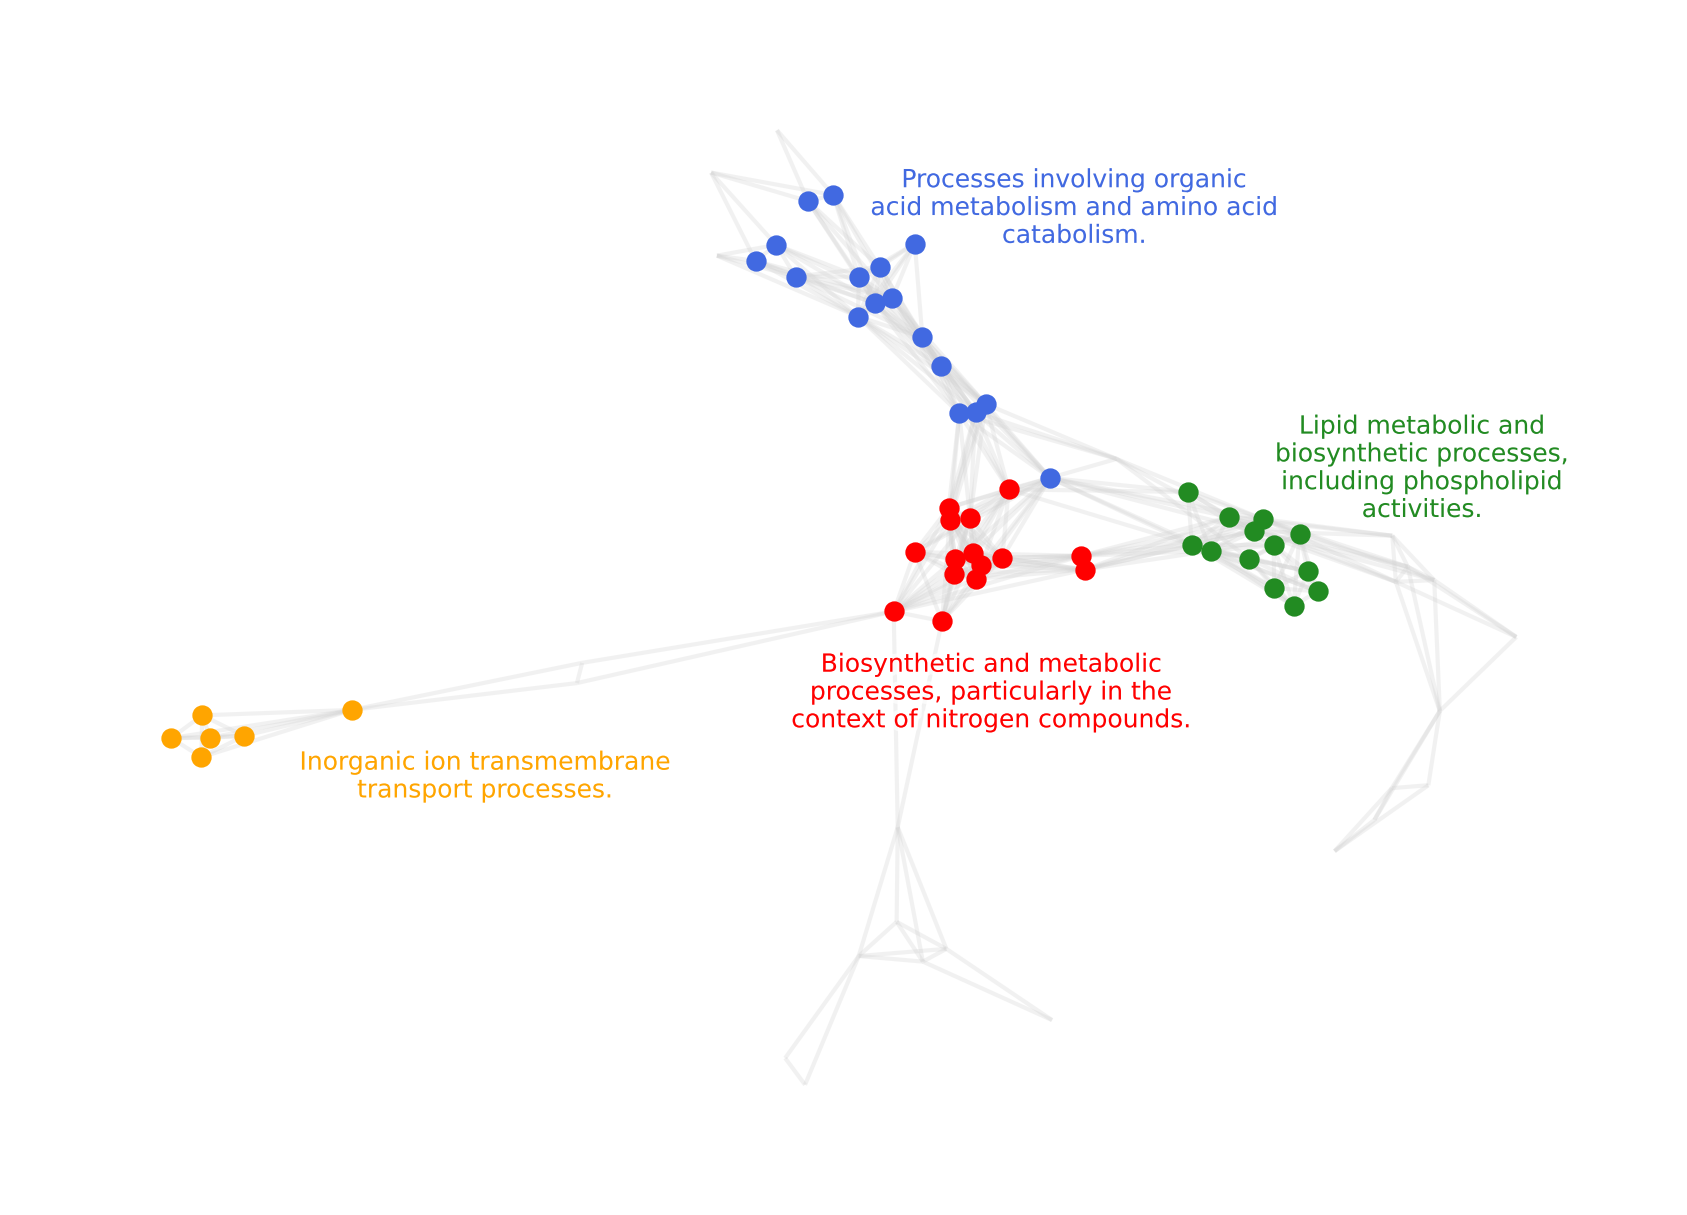 Processes involving organic
acid metabolism and amino acid
catabolism.
Lipid metabolic and
biosynthetic processes,
including phospholipid
activities.
Biosynthetic and metabolic
processes, particularly in the
context of nitrogen compounds.
Inorganic ion transmembrane
transport processes.